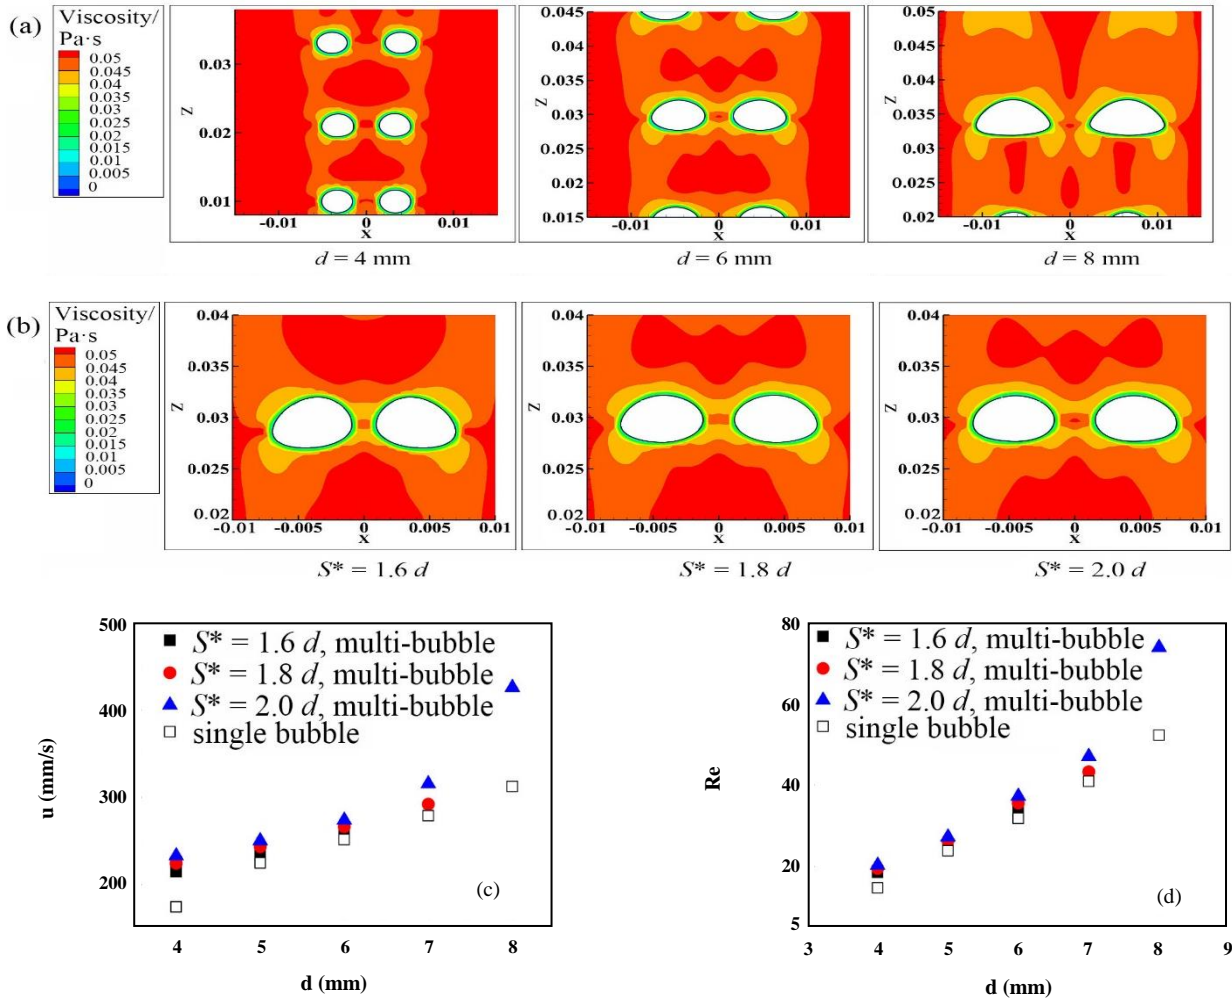 (a)
Viscosity/
Pa·s
0.05
0.045
0.04
0.035
0.03
0.025
0.02
0.015
0.01
0.005
0
Z
0.03
0.02
0.01
-0.01
0
0.01
X
d = 4 mm
Z
0.045
0.04
0.035
0.03
0.025
0.02
0.015
-0.01
0
0.01
X
d = 6 mm
Z
0.05
0.045
0.04
0.035
0.03
0.025
0.02
-0.01
0
0.01
X
d = 8 mm
(b)
Viscosity/
Pa·s
0.05
0.045
0.04
0.035
0.03
0.025
0.02
0.015
0.01
0.005
0
Z
0.04
0.035
0.03
0.025
0.02
-0.01
-0.005
0
0.005
0.01
X
S* = 1.6 d
Z
0.04
0.035
0.03
0.025
0.02
-0.01
-0.005
0
0.005
0.01
X
S* = 1.8 d
Z
0.04
0.035
0.03
0.025
0.02
-0.01
-0.005
0
0.005
0.01
X
S* = 2.0 d
500
400
300
200
u (mm/s)
S* = 1.6 d, multi-bubble
S* = 1.8 d, multi-bubble
S* = 2.0 d, multi-bubble
single bubble
(c)
4 5 6 7 8
d (mm)
80
60
40
20
5
Re
S* = 1.6 d, multi-bubble
S* = 1.8 d, multi-bubble
S* = 2.0 d, multi-bubble
single bubble
(d)
3 4 5 6 7 8 9
d (mm)